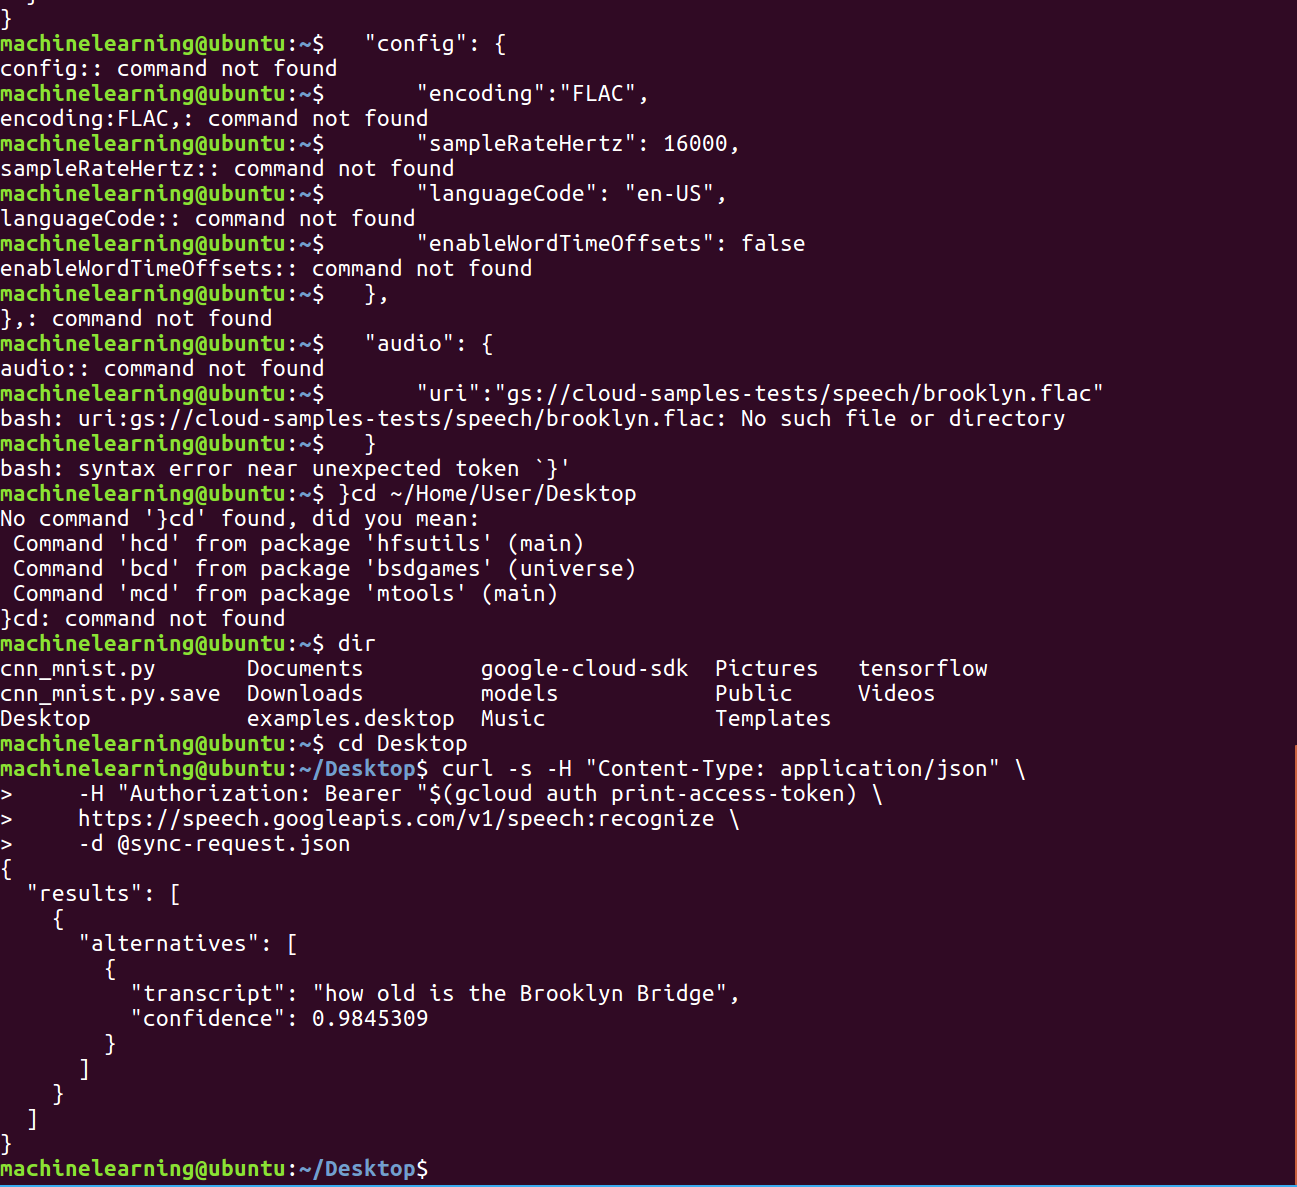 }
machinelearning@ubuntu:~$   "config": {
config:: command not found
machinelearning@ubuntu:~$       "encoding":"FLAC",
encoding:FLAC,: command not found
machinelearning@ubuntu:~$       "sampleRateHertz": 16000,
sampleRateHertz:: command not found
machinelearning@ubuntu:~$       "languageCode": "en-US",
languageCode:: command not found
machinelearning@ubuntu:~$       "enableWordTimeOffsets": false
enableWordTimeOffsets:: command not found
machinelearning@ubuntu:~$   },
},: command not found
machinelearning@ubuntu:~$   "audio": {
audio:: command not found
machinelearning@ubuntu:~$       "uri":"gs://cloud-samples-tests/speech/brooklyn.flac"
bash: uri:gs://cloud-samples-tests/speech/brooklyn.flac: No such file or directory
machinelearning@ubuntu:~$   }
bash: syntax error near unexpected token `}'
machinelearning@ubuntu:~$ }cd ~/Home/User/Desktop
No command '}cd' found, did you mean:
 Command 'hcd' from package 'hfsutils' (main)
 Command 'bcd' from package 'bsdgames' (universe)
 Command 'mcd' from package 'mtools' (main)
}cd: command not found
machinelearning@ubuntu:~$ dir
cnn_mnist.py       Documents         google-cloud-sdk  Pictures   tensorflow
cnn_mnist.py.save  Downloads         models            Public     Videos
Desktop            examples.desktop  Music             Templates
machinelearning@ubuntu:~$ cd Desktop
machinelearning@ubuntu:~/Desktop$ curl -s -H "Content-Type: application/json" \
>     -H "Authorization: Bearer "$(gcloud auth print-access-token) \
>     https://speech.googleapis.com/v1/speech:recognize \
>     -d @sync-request.json
{
  "results": [
    {
      "alternatives": [
        {
          "transcript": "how old is the Brooklyn Bridge",
          "confidence": 0.9845309
        }
      ]
    }
  ]
}
machinelearning@ubuntu:~/Desktop$